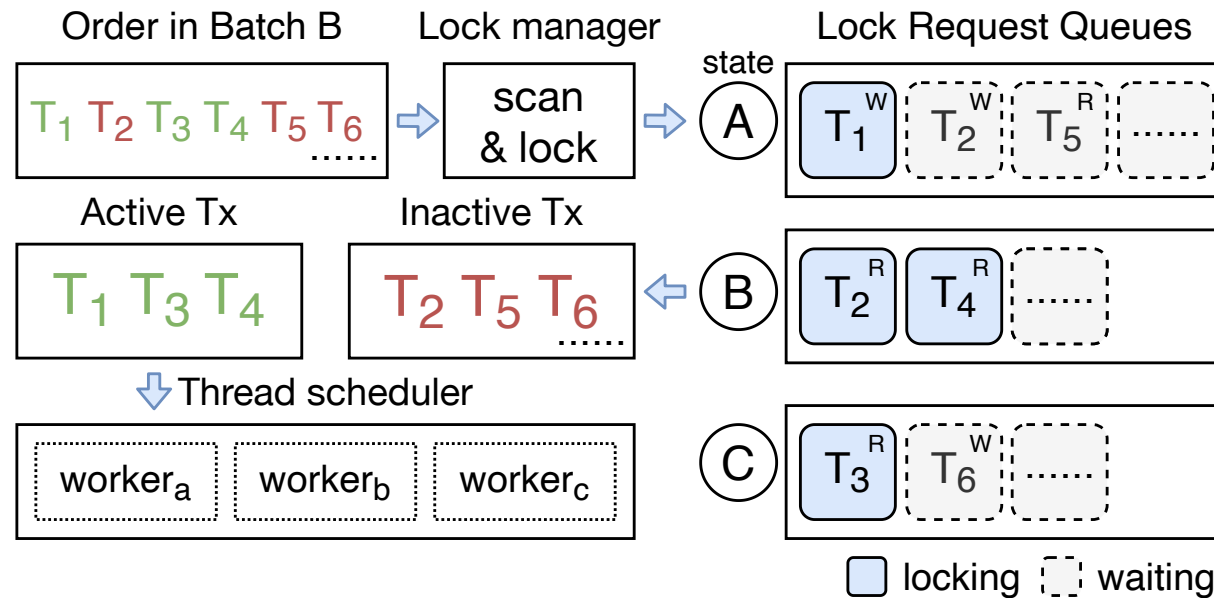 Order in Batch B
Lock manager
state
Lock Request Queues
T1 T2 T3 T4 T5 T6
......
scan
& lock
A
T1 W
T2 W
T5 R
......
Active Tx
Inactive Tx
T1 T3 T4
T2 T5 T6
......
B
T2 R
T4 R
......
Thread scheduler
workera
workerb
workerc
C
T3 R
T6 W
......
locking
waiting